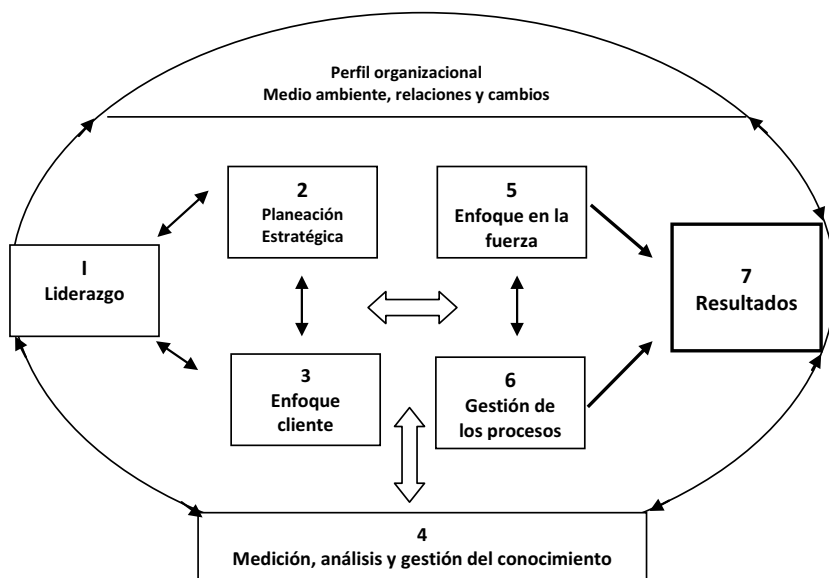 Perfil organizacional
Medio ambiente, relaciones y cambios
2
Planeación
Estratégica
5
Enfoque en la
fuerza
I
Liderazgo
7
Resultados
3
Enfoque
cliente
6
Gestión de
los procesos
4
Medición, análisis y gestión del conocimiento